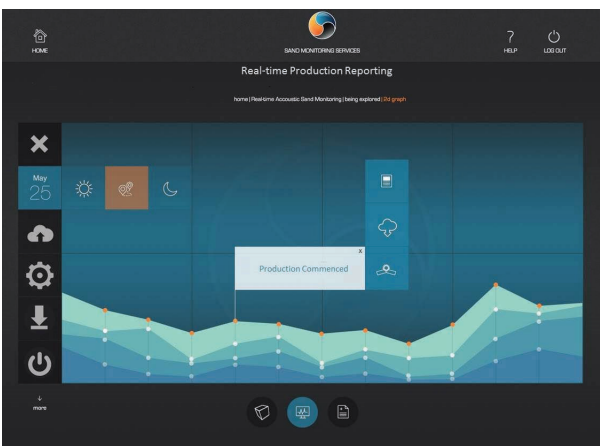 HOME
SAND MONITORING SERVICES
HELP
LOG OUT
Real-time Production Reporting
home | Real-time Accoustic Sand Monitoring | being explored | 2d graph
May
25
x
Production Commenced
more